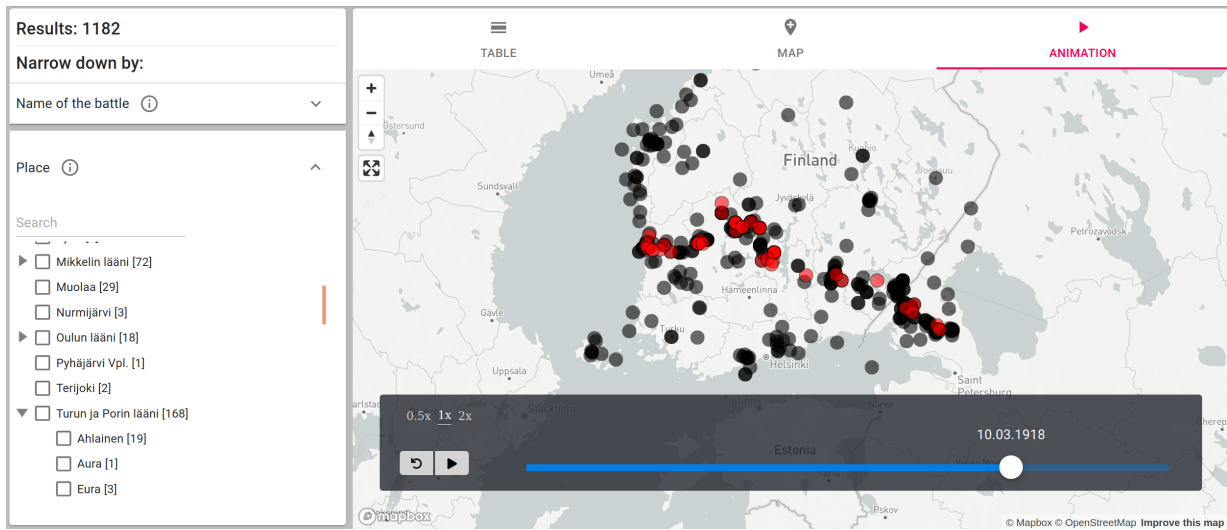 Results: 1182
Narrow down by:
Name of the battle
Place
Search
Mikkelin lääni [72]
Muolaa [29]
Nurmijärvi [3]
Oulun lääni [18]
Pyhäjärvi Vpl. [1]
Terijoki [2]
Turun ja Porin lääni [168]
Ahlainen [19]
Aura [1]
Eura [3]
TABLE
MAP
ANIMATION
Umeå
Östersund
Finland
Kuopio
Joensuu
Sundsvall
Jyväskylä
Petrozavodsk
Hämeenlinna
Gävle
Turku
Helsinki
Uppsala
Saint
Petersburg
Stockholm
Tallinn
Narva
0.5x 1x 2x
10.03.1918
Estonia
Tartu
Pskov
mapbox
© Mapbox © OpenStreetMap Improve this map